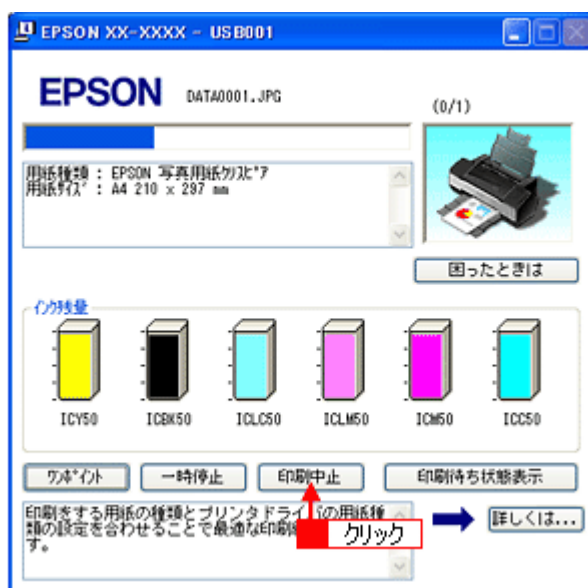 EPSON XX-XXXX - USB001
EPSON DATA0001.JPG
(0/1)
用紙種類 : EPSON 写真用紙クリスピア
用紙サイズ : A4 210 x 297 mm
困ったときは
インク残量
ICY50 ICBK50 ICLC50 ICLM50 ICM50 ICC50
ワンポイント 一時停止 印刷中止 印刷待ち状態表示
印刷をする用紙の種類とプリンタドライバの用紙種
類の設定を合わせることで最適な印刷
す。
クリック
詳しくは...